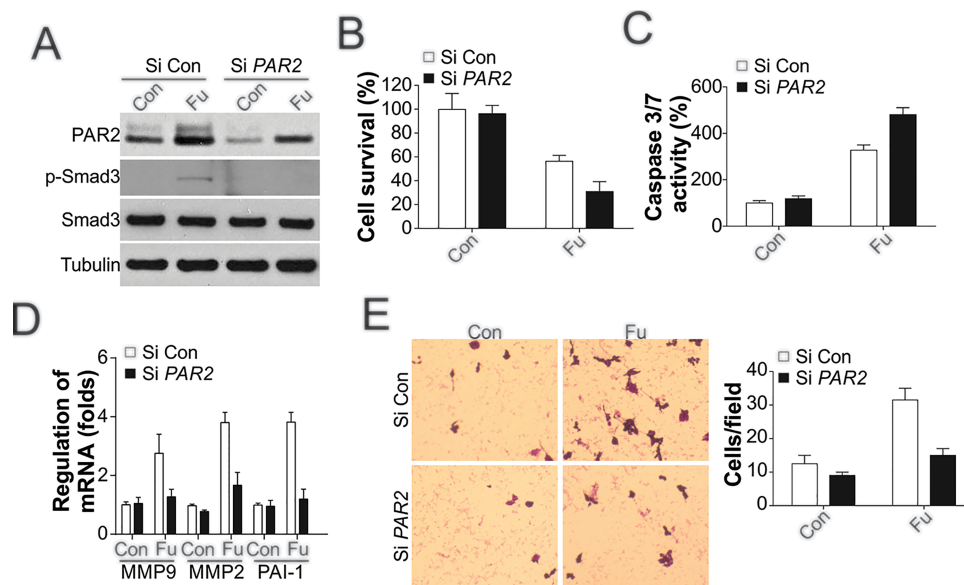 A
Si Con Si PAR2
Con Fu Con Fu
PAR2
p-Smad3
Smad3
Tubulin
B
Si Con
Si PAR2
Cell survival (%)
120
100
80
60
40
20
0
Con Fu
C
Si Con
Si PAR2
Caspase 3/7
activity (%)
600
400
200
0
Con Fu
D
Si Con
Si PAR2
Regulation of
mRNA (folds)
6
4
2
0
Con Fu Con Fu Con Fu
MMP9 MMP2 PAI-1
E
Con Fu
Si Con
Si PAR2
Si Con
Si PAR2
Cells/field
40
30
20
10
0
Con Fu